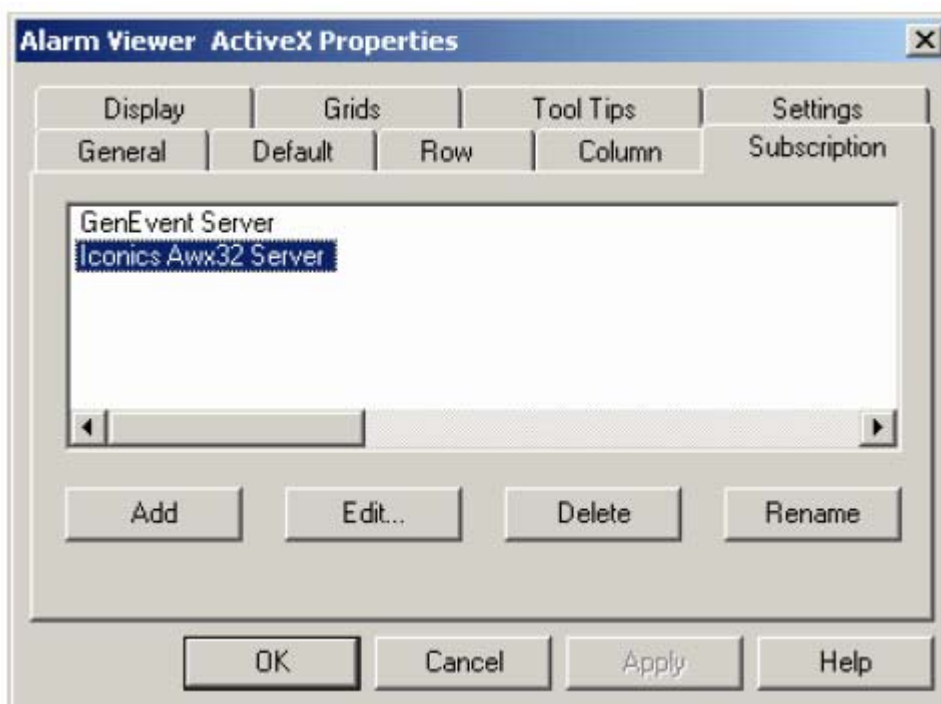 Alarm Viewer ActiveX Properties
Display Grids Tool Tips Settings
General Default Row Column Subscription
GenEvent Server
Iconics Awx32 Server
Add Edit... Delete Rename
OK Cancel Apply Help